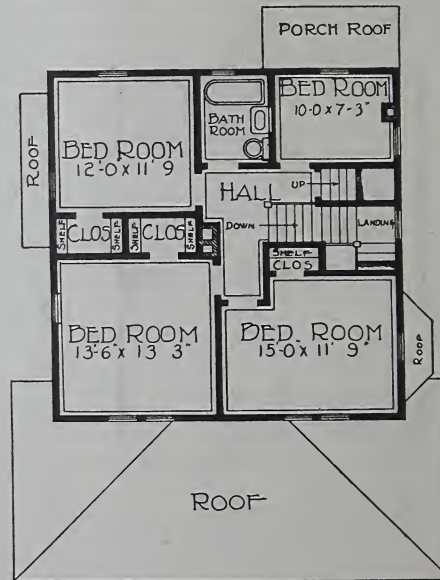 PORCH ROOF
BED ROOM
10-0 X 7-3"
BATH
ROOM
BED ROOM
12'-0 X 11' 9
ROOF
HALL
UP
DOWN
LANDING
SHELF
CLOS
SHELF
SHELF
CLOS
SHELF
SHELF
CLOS
BED ROOM
13'-6" X 13' 3"
BED. ROOM
15-0 X 11' 9"
ROOF
ROOF